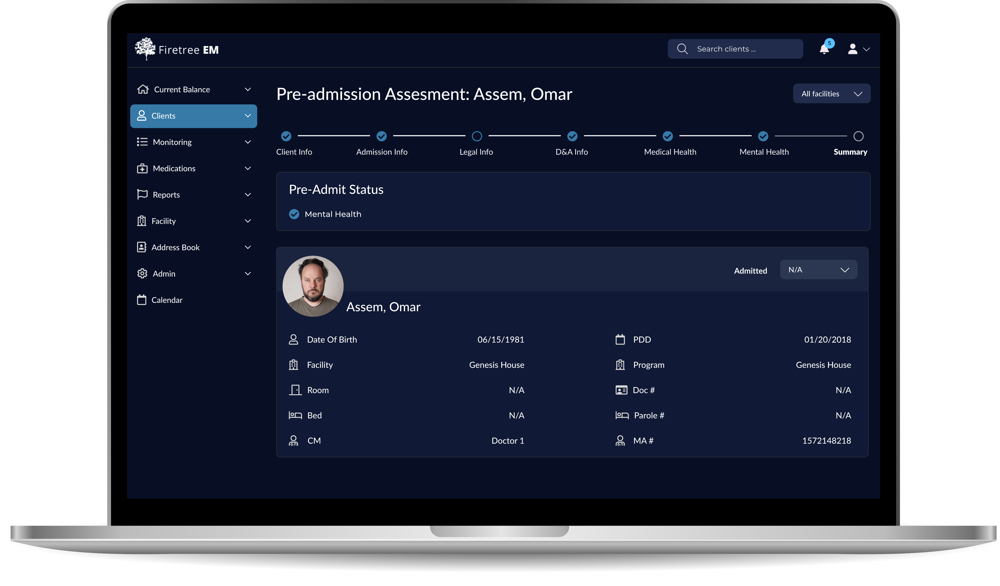 Firetree EM
Search clients ...
5
Current Balance
Clients
Monitoring
Medications
Reports
Facility
Address Book
Admin
Calendar
Pre-admission Assesment: Assem, Omar
All facilities
Client Info
Admission Info
Legal Info
D&A Info
Medical Health
Mental Health
Summary
Pre-Admit Status
Mental Health
Admitted
N/A
Assem, Omar
Date Of Birth 06/15/1981
PDD 01/20/2018
Facility Genesis House
Program Genesis House
Room N/A
Doc # N/A
Bed N/A
Parole # N/A
CM Doctor 1
MA # 1572148218